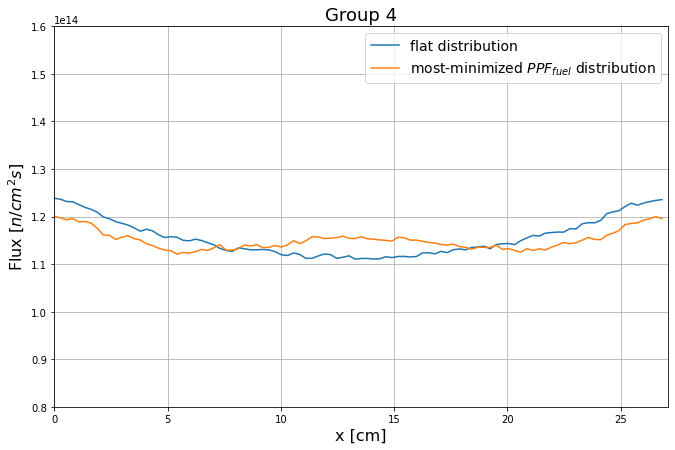 Group 4
1e14
flat distribution
most-minimized PPF_fuel distribution
1.6
1.5
1.4
1.3
1.2
1.1
1.0
0.9
0.8
Flux [n/cm²s]
0 5 10 15 20 25
x [cm]